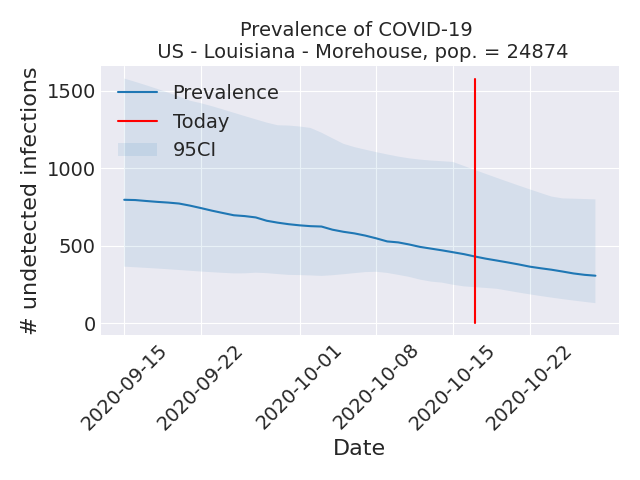 Prevalence of COVID-19
US - Louisiana - Morehouse, pop. = 24874
# undetected infections
1500
1000
500
0
Prevalence
Today
95CI
2020-09-15
2020-09-22
2020-10-01
2020-10-08
2020-10-15
2020-10-22
Date